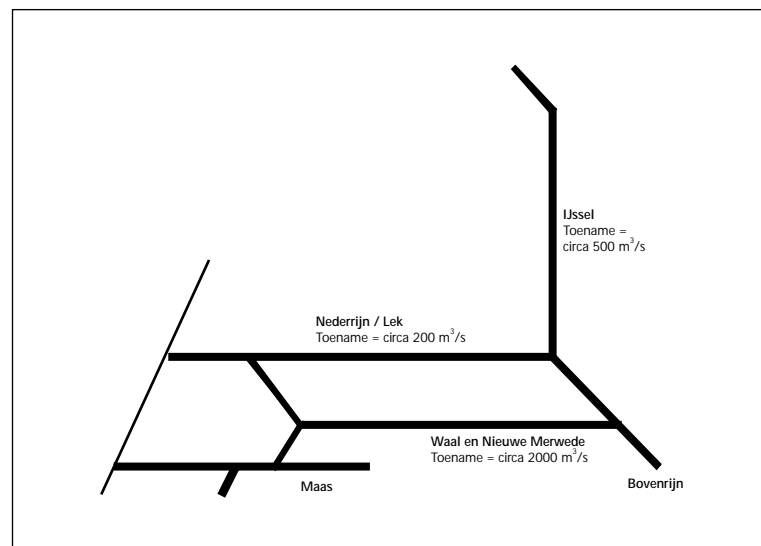 IJssel
Toename =
circa 500 m³/s
Nederrijn / Lek
Toename = circa 200 m³/s
Waal en Nieuwe Merwede
Toename = circa 2000 m³/s
Maas
Bovenrijn